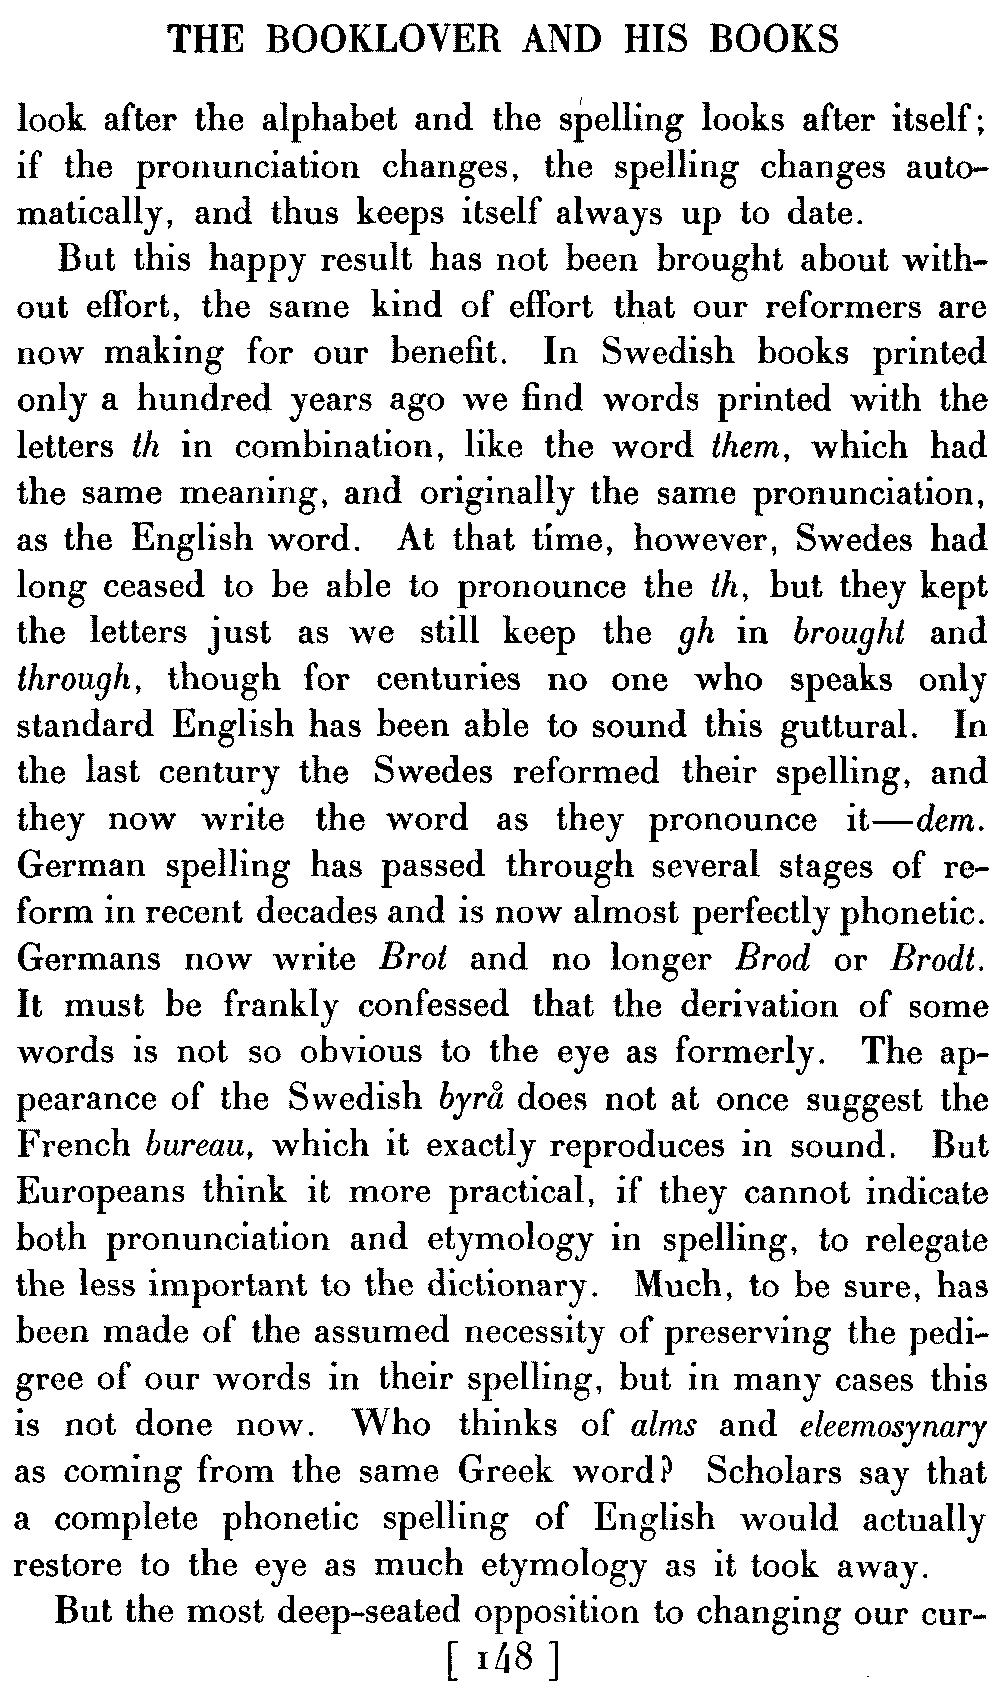 THE BOOKLOVER AND HIS BOOKS
look after the alphabet and the spelling looks after itself;
if the pronunciation changes, the spelling changes auto-
matically, and thus keeps itself always up to date.
But this happy result has not been brought about with-
out effort, the same kind of effort that our reformers are
now making for our benefit. In Swedish books printed
only a hundred years ago we find words printed with the
letters th in combination, like the word them, which had
the same meaning, and originally the same pronunciation,
as the English word. At that time, however, Swedes had
long ceased to be able to pronounce the th, but they kept
the letters just as we still keep the gh in brought and
through, though for centuries no one who speaks only
standard English has been able to sound this guttural. In
the last century the Swedes reformed their spelling, and
they now write the word as they pronounce it—dem.
German spelling has passed through several stages of re-
form in recent decades and is now almost perfectly phonetic.
Germans now write Brot and no longer Brod or Brodt.
It must be frankly confessed that the derivation of some
words is not so obvious to the eye as formerly. The ap-
pearance of the Swedish byrå does not at once suggest the
French bureau, which it exactly reproduces in sound. But
Europeans think it more practical, if they cannot indicate
both pronunciation and etymology in spelling, to relegate
the less important to the dictionary. Much, to be sure, has
been made of the assumed necessity of preserving the pedi-
gree of our words in their spelling, but in many cases this
is not done now. Who thinks of alms and eleemosynary
as coming from the same Greek word? Scholars say that
a complete phonetic spelling of English would actually
restore to the eye as much etymology as it took away.
But the most deep-seated opposition to changing our cur-
[ 148 ]